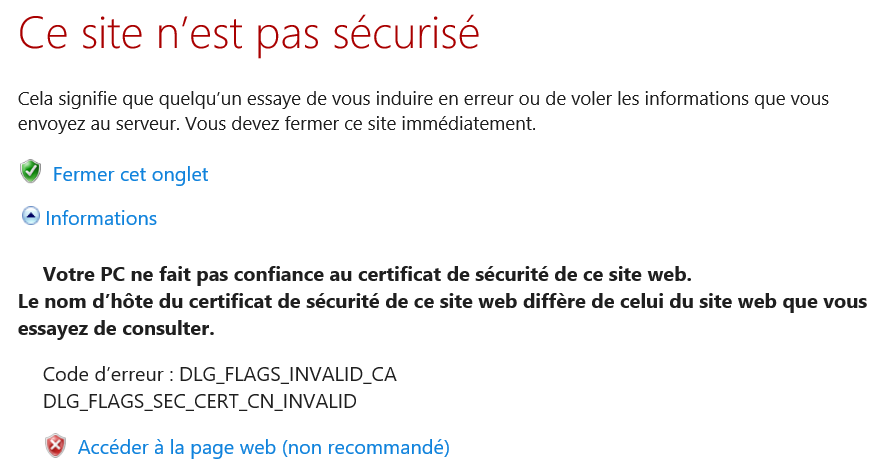 Ce site n’est pas sécurisé
Cela signifie que quelqu’un essaye de vous induire en erreur ou de voler les informations que vous
envoyez au serveur. Vous devez fermer ce site immédiatement.
Fermer cet onglet
Informations
Votre PC ne fait pas confiance au certificat de sécurité de ce site web.
Le nom d’hôte du certificat de sécurité de ce site web diffère de celui du site web que vous
essayez de consulter.
Code d’erreur : DLG_FLAGS_INVALID_CA
DLG_FLAGS_SEC_CERT_CN_INVALID
Accéder à la page web (non recommandé)